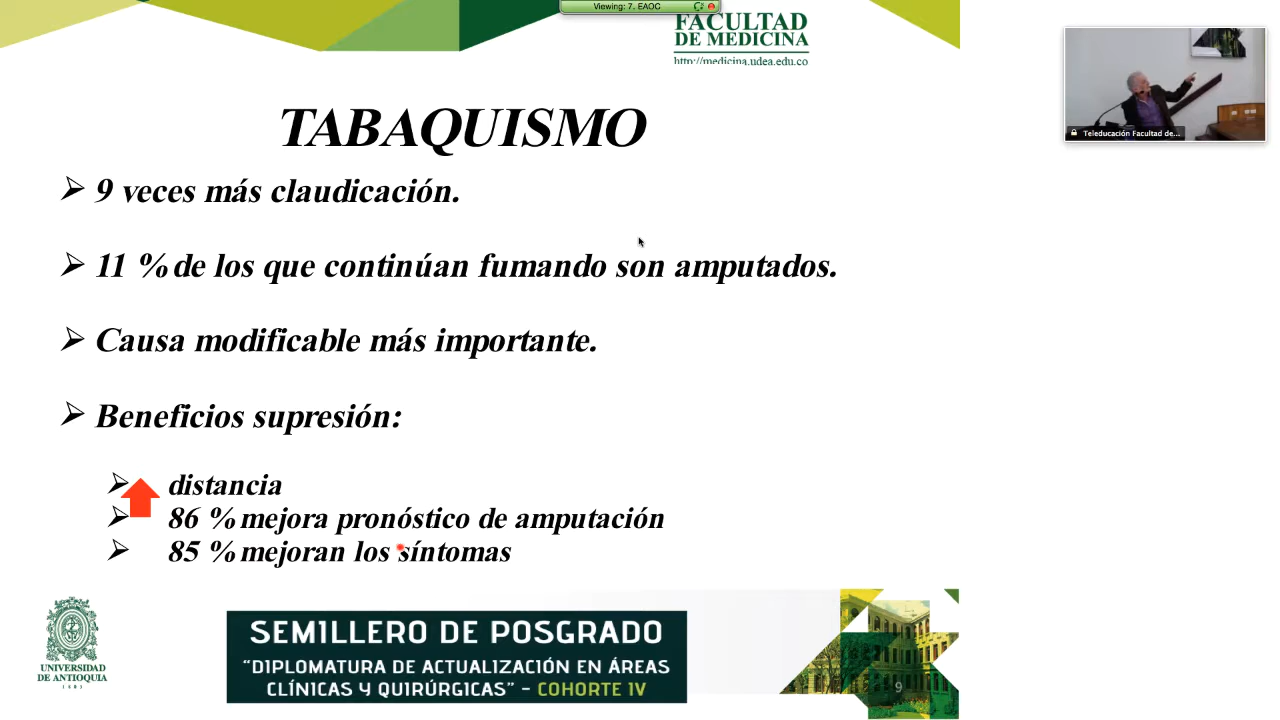 Viewing: 7. EAOC
FACULTAD
DE MEDICINA
http://medicina.udea.edu.co
TABAQUISMO
9 veces más claudicación.
11 % de los que continúan fumando son amputados.
Causa modificable más importante.
Beneficios supresión:
distancia
86 % mejora pronóstico de amputación
85 % mejoran los síntomas
UNIVERSIDAD
DE ANTIOQUIA
1803
SEMILLERO DE POSGRADO
“DIPLOMATURA DE ACTUALIZACIÓN EN ÁREAS
CLÍNICAS Y QUIRÚRGICAS” - COHORTE IV
9
Teleducación Facultad de...